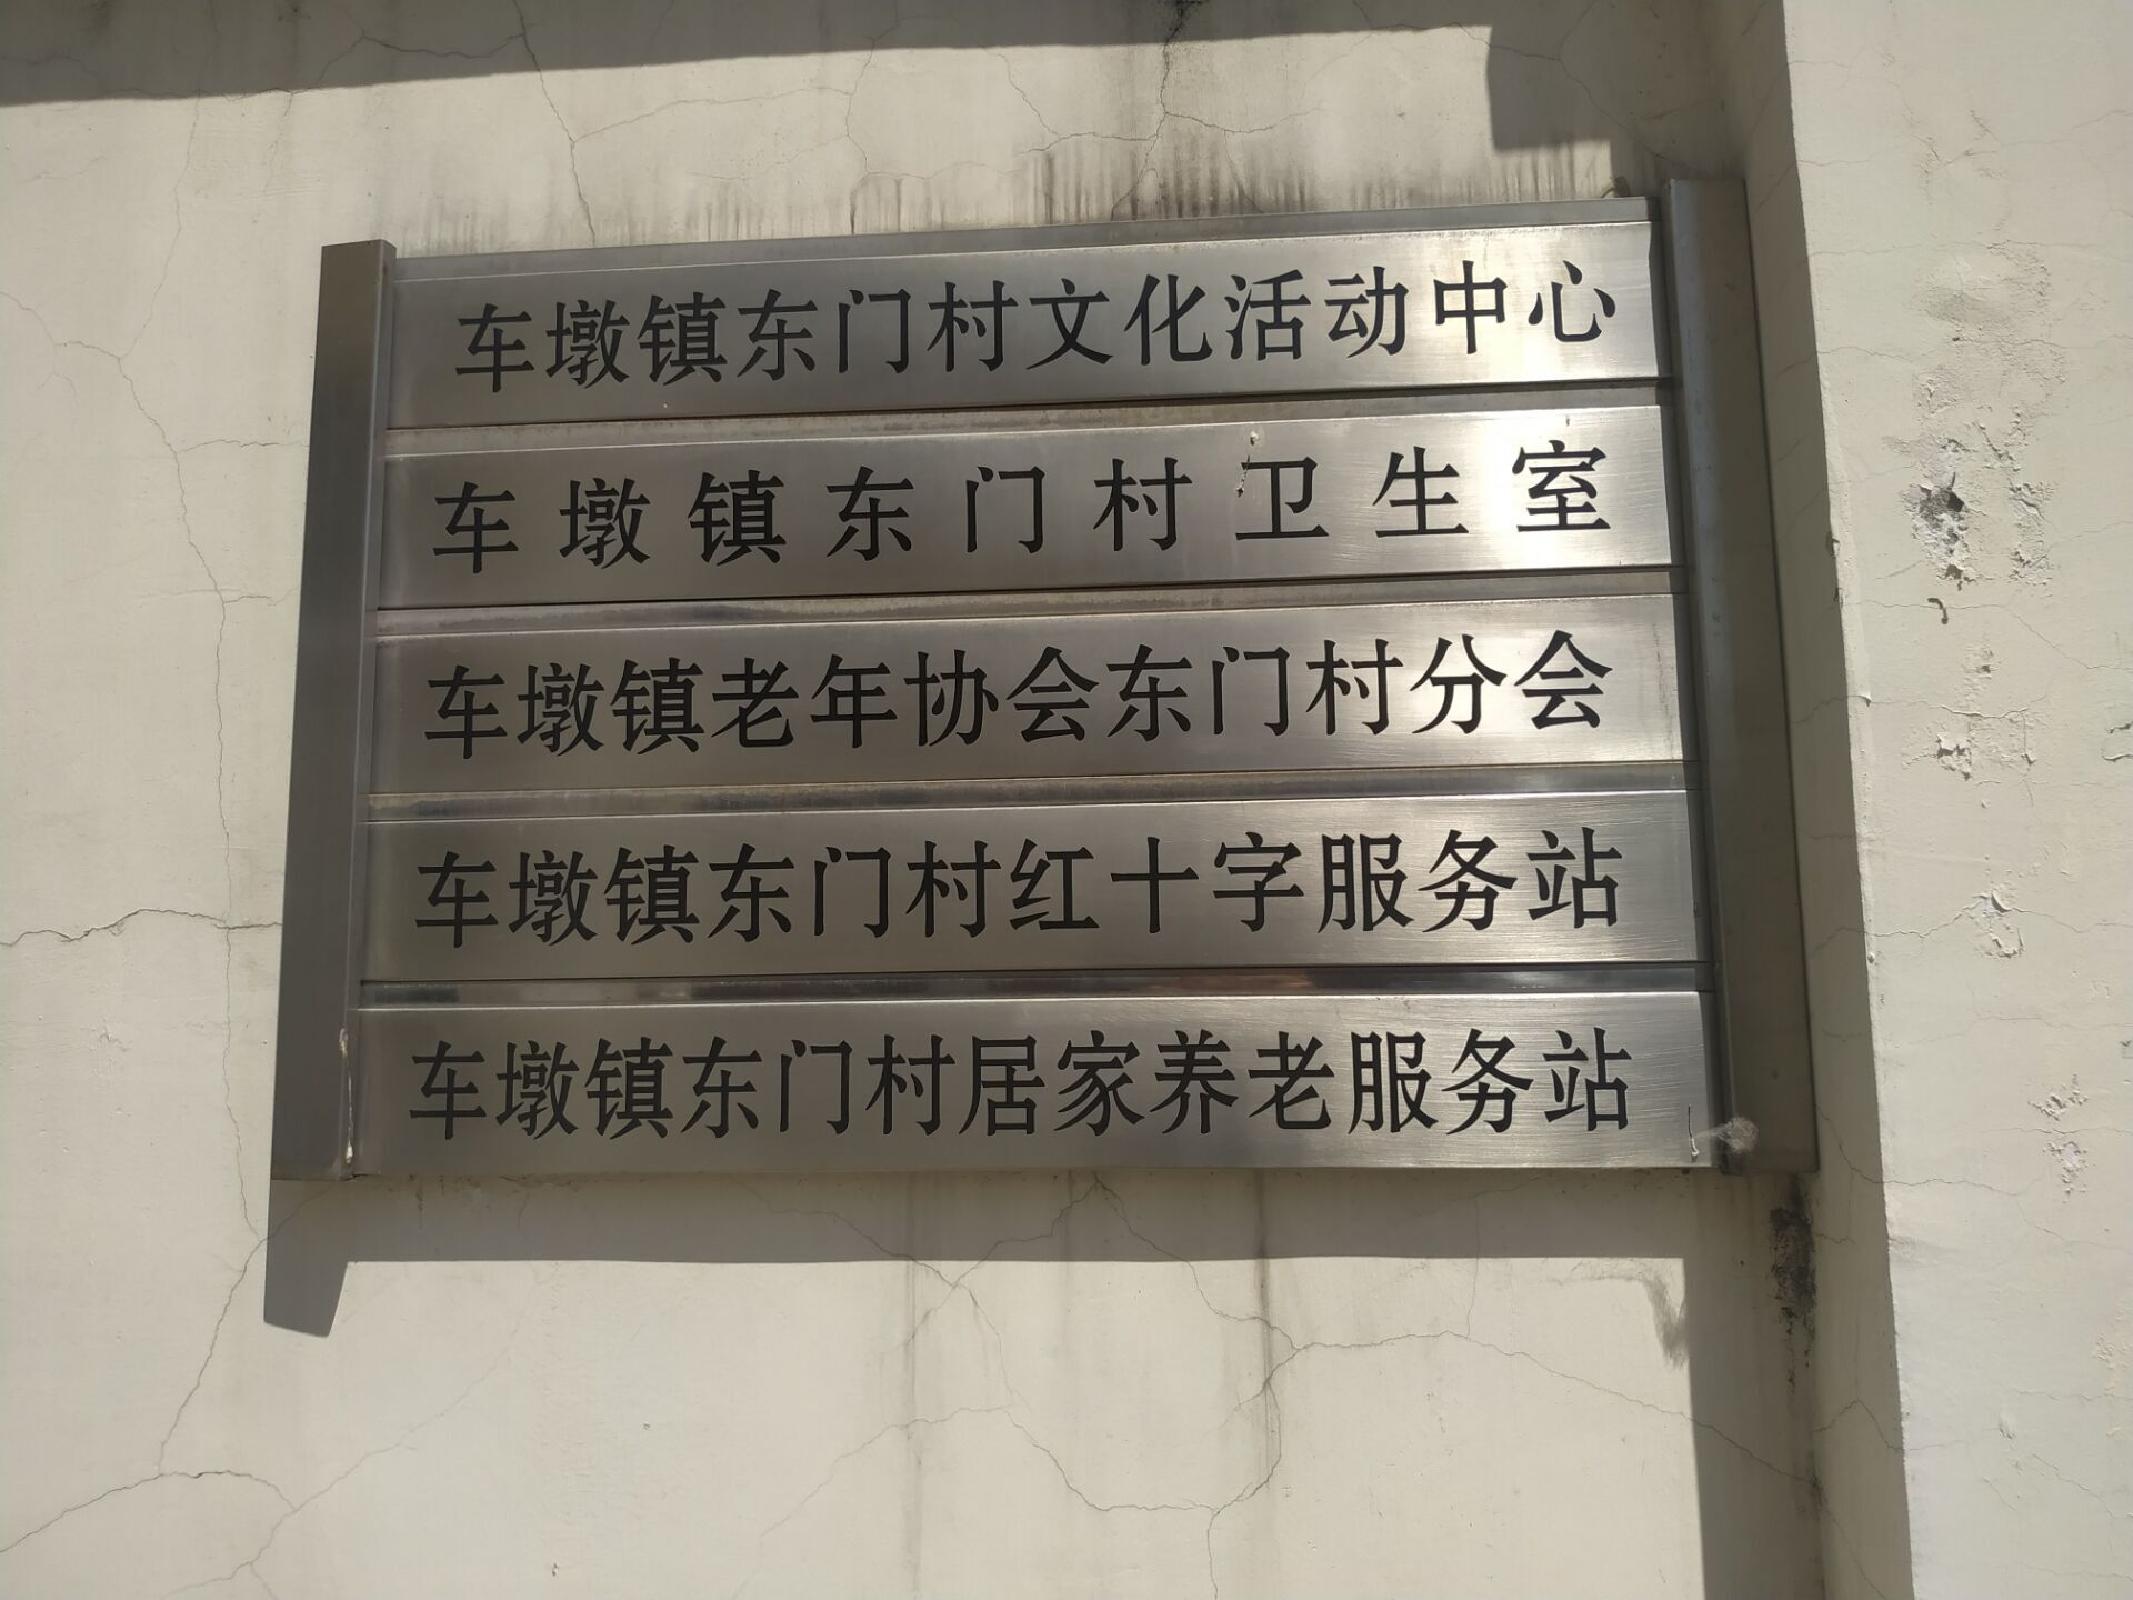 车墩镇东门村文化活动中心
车墩镇东门村卫生室
车墩镇老年协会东门村分会
车墩镇东门村红十字服务站
车墩镇东门村居家养老服务站